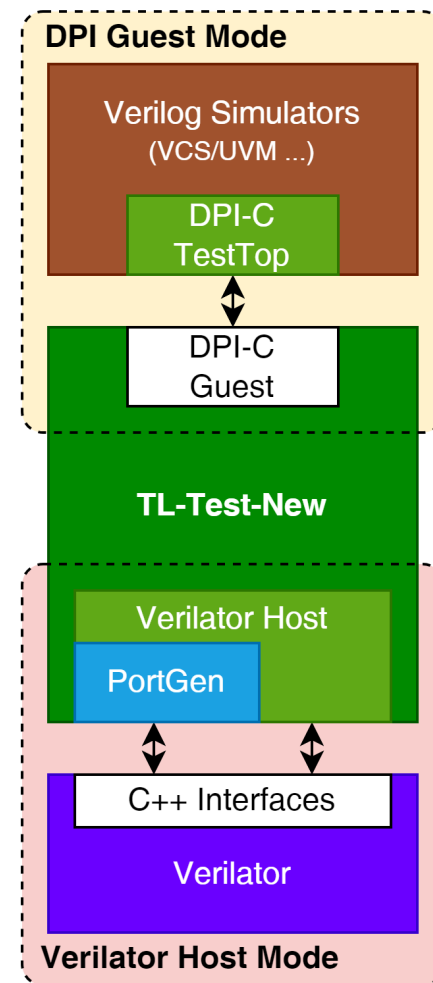 DPI Guest Mode
Verilog Simulators
(VCS/UVM ...)
DPI-C
TestTop
DPI-C
Guest
TL-Test-New
Verilator Host
PortGen
C++ Interfaces
Verilator
Verilator Host Mode